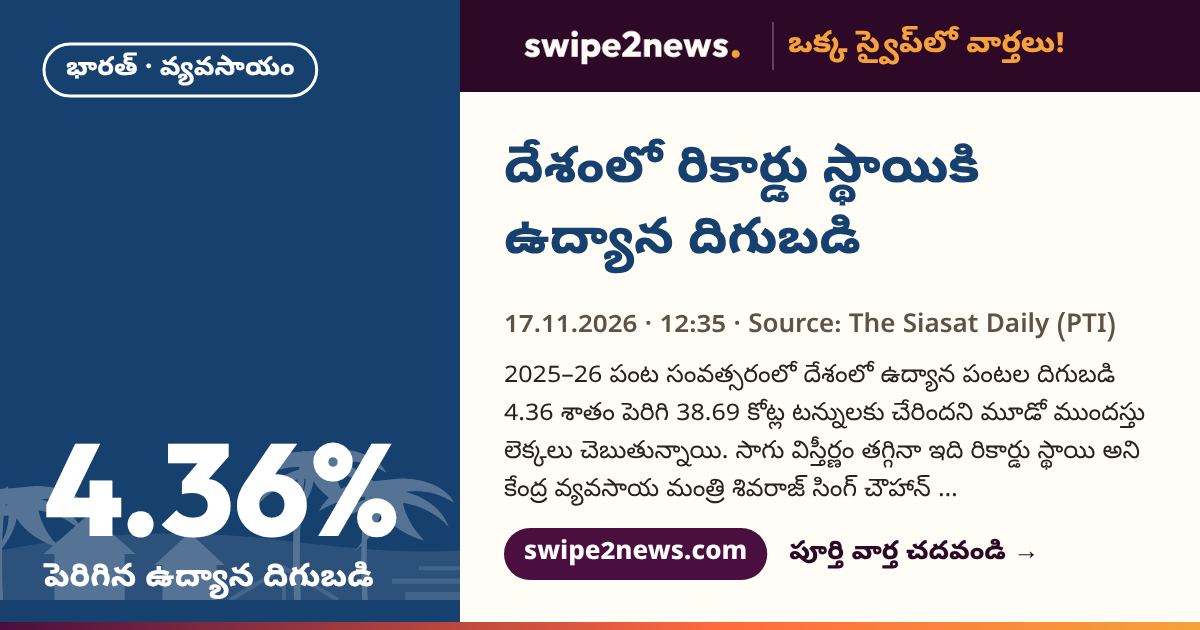 భారత్ · వ్యవసాయం
4.36%
పెరిగిన ఉద్యాన దిగుబడి
swipe2news.
ఒక్క స్వైప్‌లో వార్తలు!
దేశంలో రికార్డు స్థాయికి
ఉద్యాన దిగుబడి
17.11.2026 · 12:35 · Source: The Siasat Daily (PTI)
2025–26 పంట సంవత్సరంలో దేశంలో ఉద్యాన పంటల దిగుబడి
4.36 శాతం పెరిగి 38.69 కోట్ల టన్నులకు చేరిందని మూడో ముందస్తు
లెక్కలు చెబుతున్నాయి. సాగు విస్తీర్ణం తగ్గినా ఇది రికార్డు స్థాయి అని
కేంద్ర వ్యవసాయ మంత్రి శివరాజ్ సింగ్ చౌహాన్ ...
swipe2news.com
పూర్తి వార్త చదవండి →